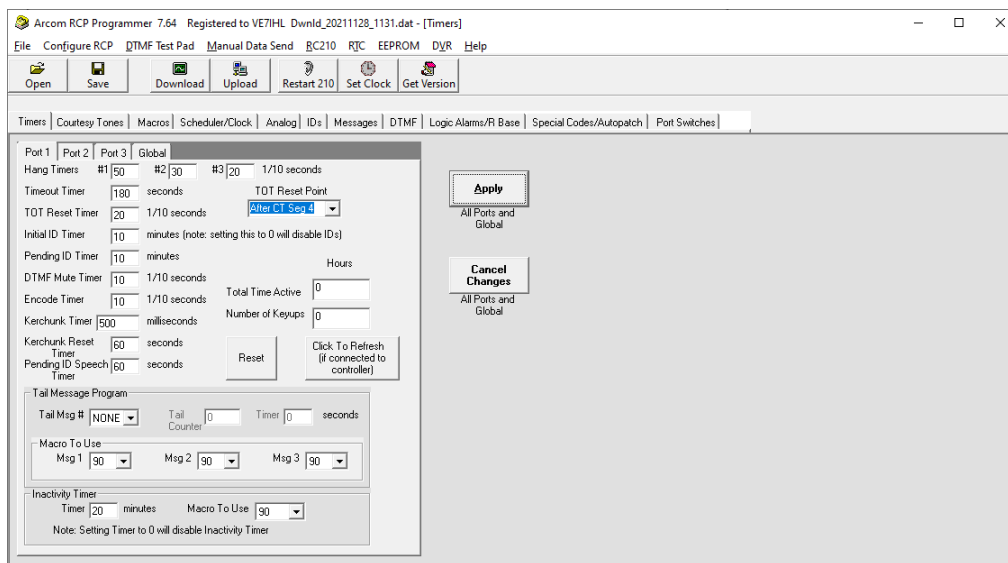 Arcom RCP Programmer 7.64 Registered to VE7IHL Dwnld_20211128_1131.dat - [Timers]
File Configure RCP DTMF Test Pad Manual Data Send RC210 RTC EEPROM DVR Help
Open Save Download Upload Restart 210 Set Clock Get Version
Timers Courtesy Tones Macros Scheduler/Clock Analog IDs Messages DTMF Logic Alarms/R Base Special Codes/Autopatch Port Switches
Port 1 Port 2 Port 3 Global
Hang Timers #1 50 #2 30 #3 20 1/10 seconds
Timeout Timer 180 seconds TOT Reset Point
TOT Reset Timer 20 1/10 seconds After CT Seg 4
Initial ID Timer 10 minutes (note: setting this to 0 will disable IDs)
Pending ID Timer 10 minutes
Hours
DTMF Mute Timer 10 1/10 seconds
Total Time Active 0
Encode Timer 10 1/10 seconds
Number of Keyups 0
Kerchunk Timer 500 milliseconds
Kerchunk Reset Timer 60 seconds
Pending ID Speech Timer 60 seconds
Reset
Click To Refresh
(if connected to
controller)
Tail Message Program
Tail Msg # NONE Tail Counter 0 Timer 0 seconds
Macro To Use
Msg 1 90 Msg 2 90 Msg 3 90
Inactivity Timer
Timer 20 minutes Macro To Use 90
Note: Setting Timer to 0 will disable Inactivity Timer
Apply
All Ports and
Global
Cancel
Changes
All Ports and
Global